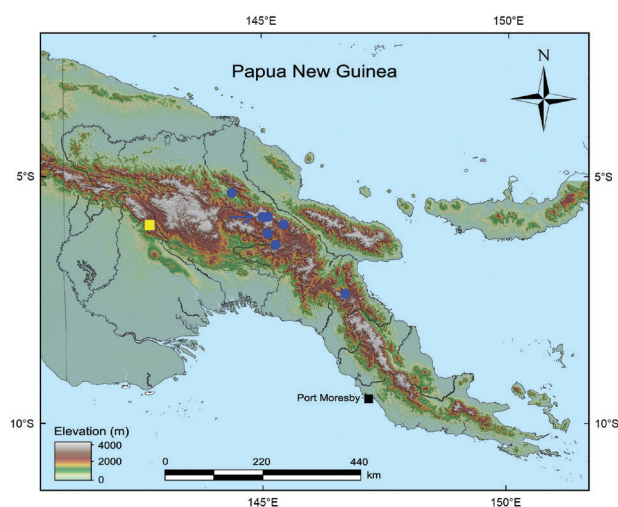 145°E 150°E
Papua New Guinea
N
5°S 5°S
Port Moresby
10°S 10°S
Elevation (m)
4000
2000
0
0 220 440
km
145°E 150°E